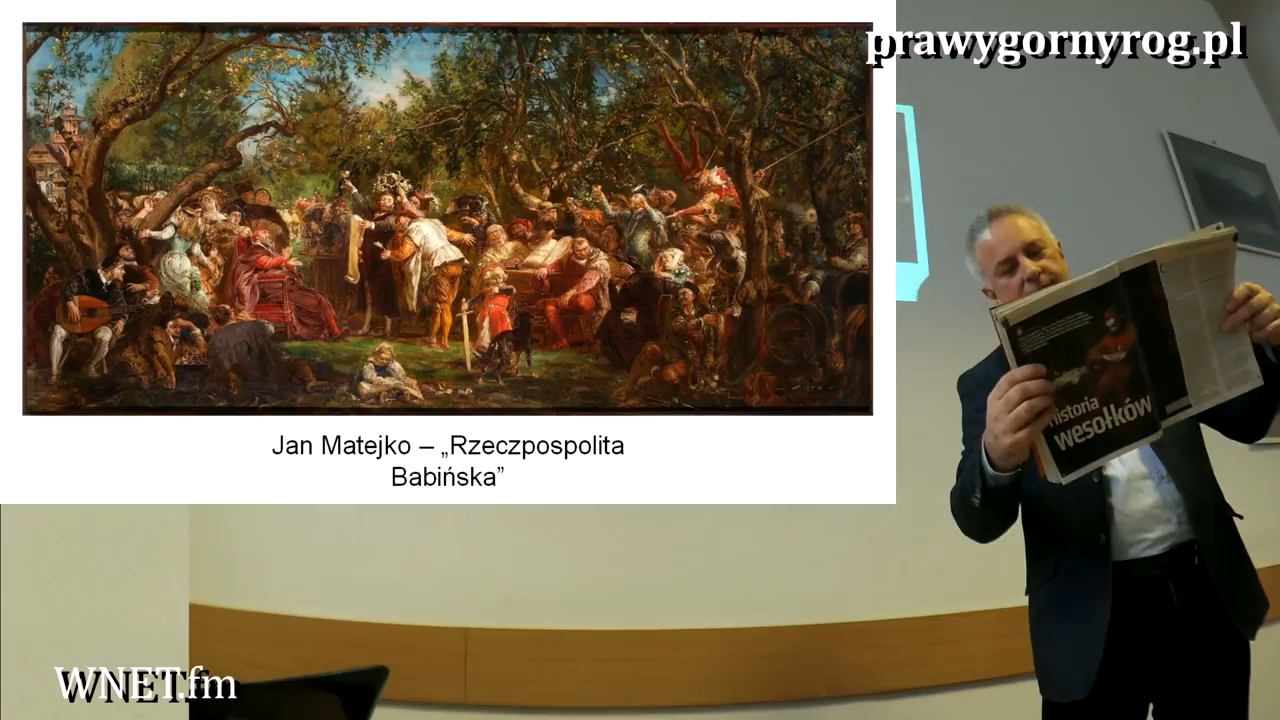 prawygornyrog.pl
Jan Matejko – „Rzeczpospolita
Babińska”
historia
wesołków
WNET.fm